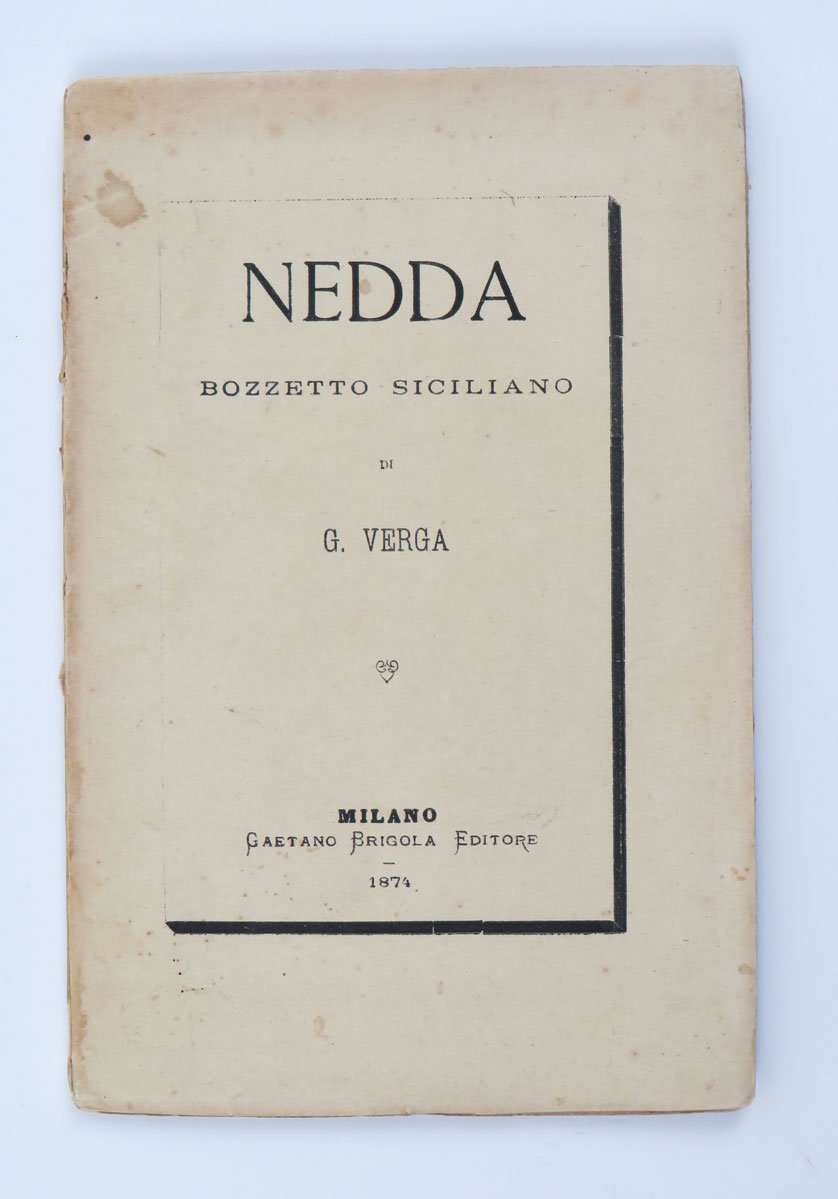 NEDDA
BOZZETTO SICILIANO
DI
G. VERGA
MILANO
GAETANO BRIGOLA EDITORE
—
1874